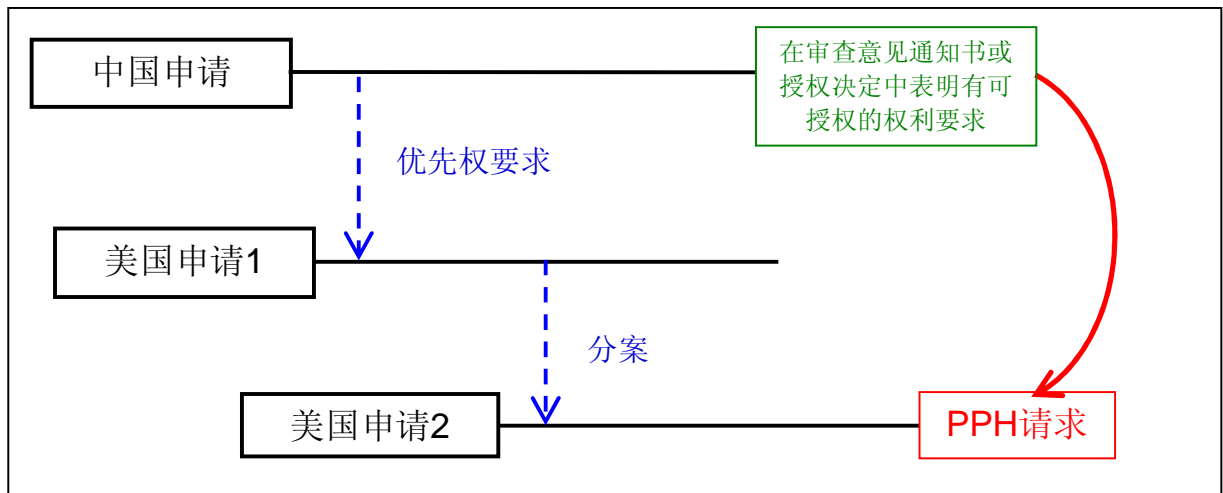 中国申请
在审查意见通知书或
授权决定中表明有可
授权的权利要求
优先权要求
美国申请1
分案
美国申请2
PPH请求